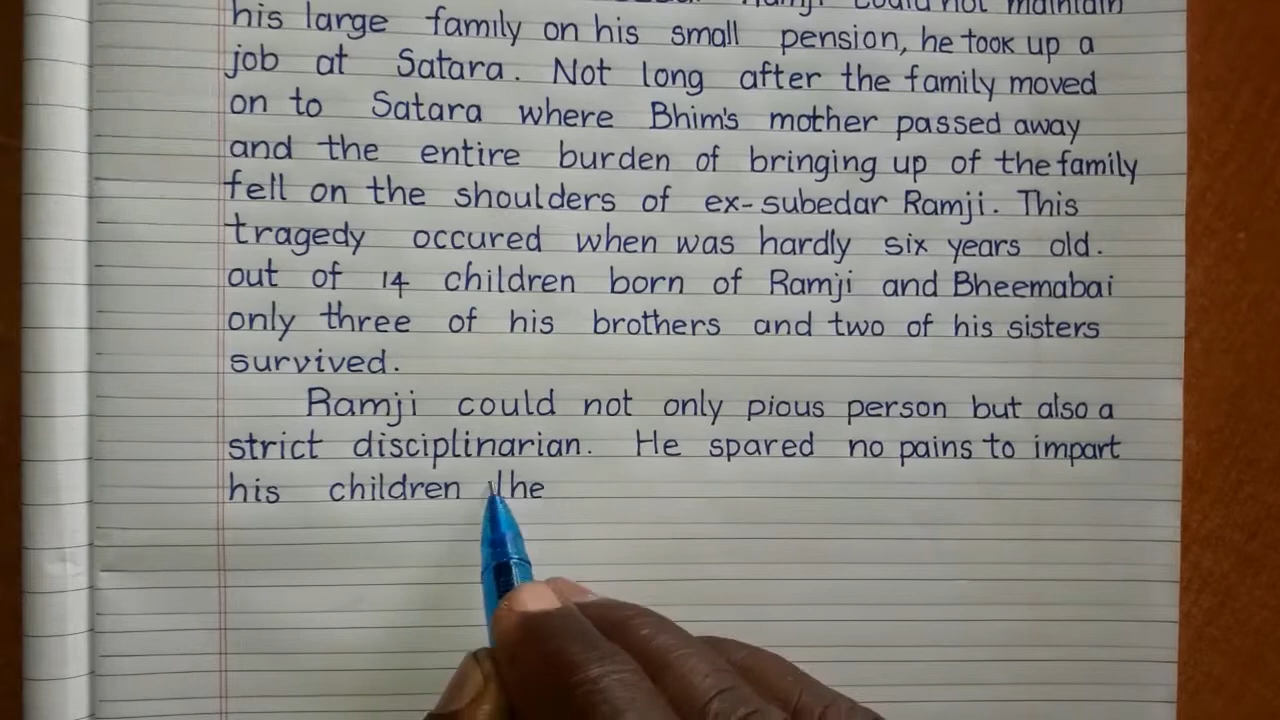 Ramji could not maintain
his large family on his small pension, he took up a
job at Satara. Not long after the family moved
on to Satara where Bhim's mother passed away
and the entire burden of bringing up of the family
fell on the shoulders of ex-subedar Ramji. This
tragedy occured when was hardly six years old.
out of 14 children born of Ramji and Bheemabai
only three of his brothers and two of his sisters
survived.
Ramji could not only pious person but also a
strict disciplinarian. He spared no pains to impart
his children the